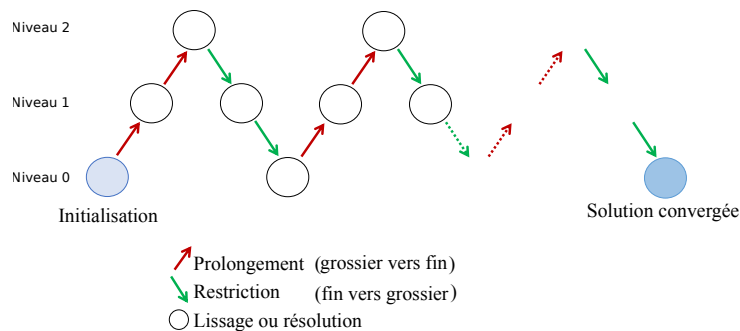 Niveau 2
Niveau 1
Niveau 0
Initialisation
Solution convergée
Prolongement (grossier vers fin)
Restriction (fin vers grossier)
Lissage ou résolution